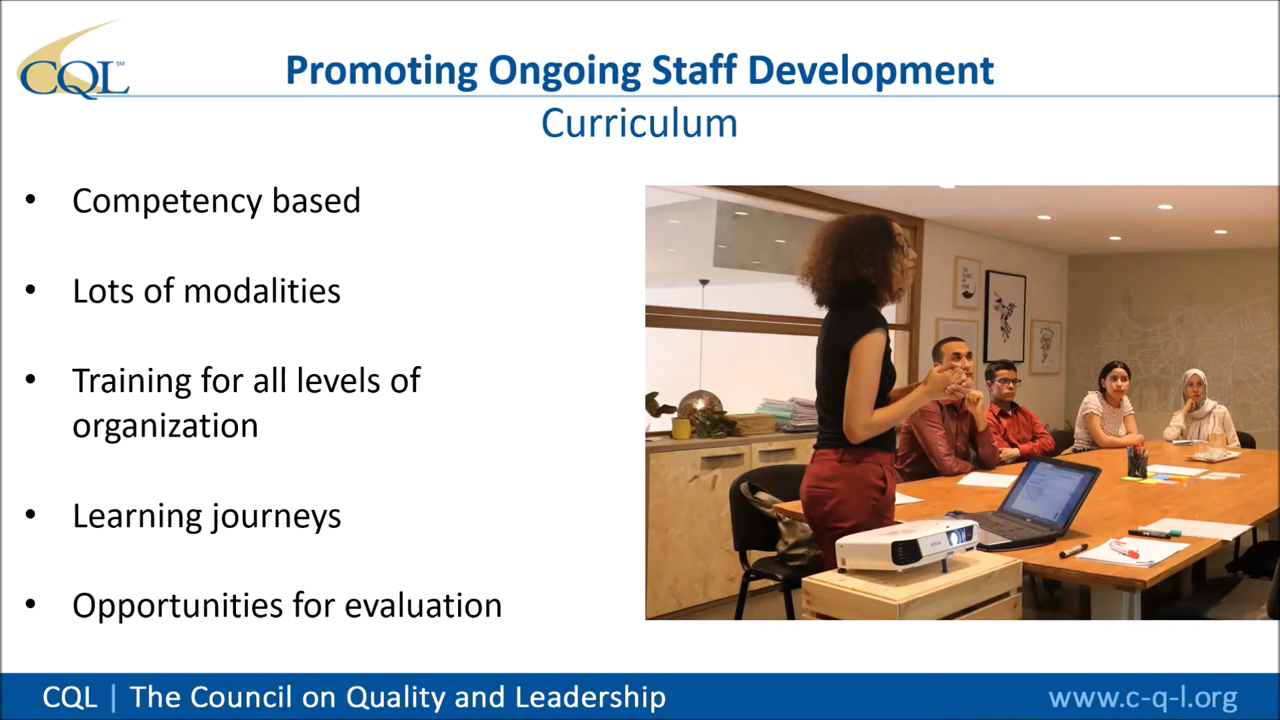 CQL SM
Promoting Ongoing Staff Development
Curriculum
• Competency based
• Lots of modalities
• Training for all levels of
organization
• Learning journeys
• Opportunities for evaluation
CQL | The Council on Quality and Leadership
www.c-q-l.org